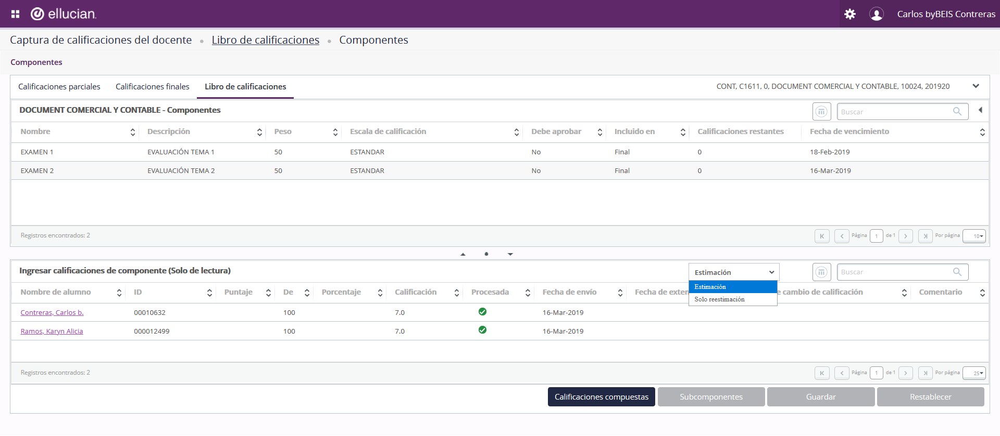 ellucian.
Carlos byBEIS Contreras
Captura de calificaciones del docente • Libro de calificaciones • Componentes
Componentes
Calificaciones parciales Calificaciones finales Libro de calificaciones
CONT, C1611, 0, DOCUMENT COMERCIAL Y CONTABLE, 10024, 201920
DOCUMENT COMERCIAL Y CONTABLE - Componentes
Buscar
Nombre Descripción Peso Escala de calificación Debe aprobar Incluido en Calificaciones restantes Fecha de vencimiento
EXAMEN 1 EVALUACIÓN TEMA 1 50 ESTANDAR No Final 0 18-Feb-2019
EXAMEN 2 EVALUACIÓN TEMA 2 50 ESTANDAR No Final 0 16-Mar-2019
Registros encontrados: 2
Página 1 de 1 Por página 10
Ingresar calificaciones de componente (Solo de lectura)
Estimación
Buscar
Estimación
Solo reestimación
Nombre de alumno ID Puntaje De Porcentaje Calificación Procesada Fecha de envío Fecha de exten cambio de calificación Comentario
Contreras, Carlos b. 00010632 100 7.0 16-Mar-2019
Ramos, Karyn Alicia 000012499 100 7.0 16-Mar-2019
Registros encontrados: 2
Página 1 de 1 Por página 25
Calificaciones compuestas Subcomponentes Guardar Restablecer